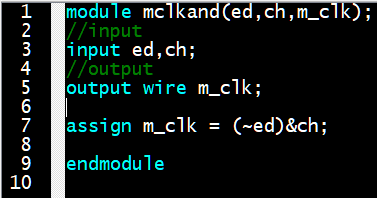 1 module mclkand(ed,ch,m_clk);
2 //input
3 input ed,ch;
4 //output
5 output wire m_clk;
6
7 assign m_clk = (~ed)&ch;
8
9 endmodule
10